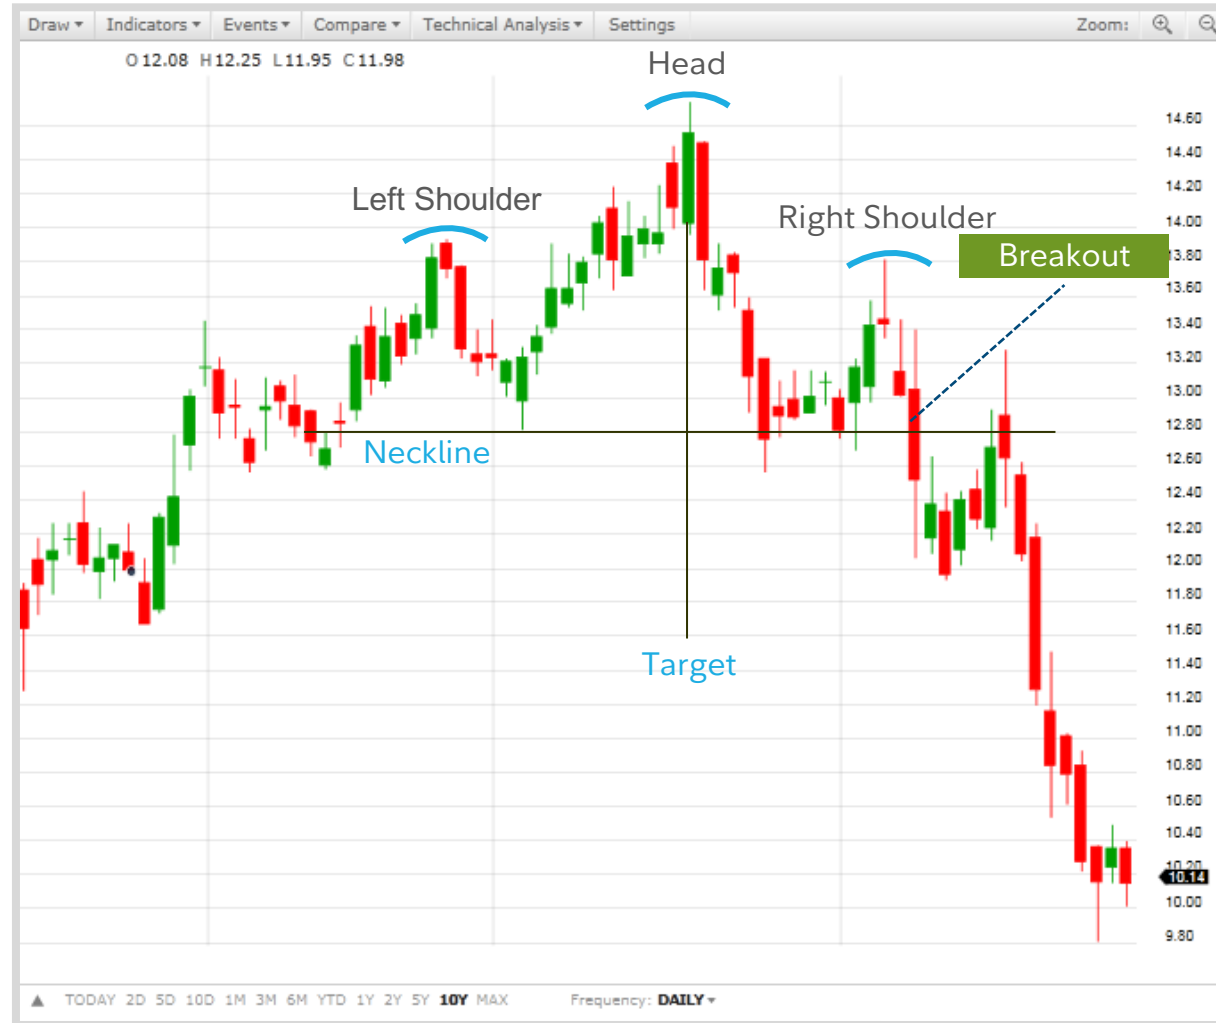 Draw ▾ Indicators ▾ Events ▾ Compare ▾ Technical Analysis ▾ Settings Zoom:
O 12.08 H 12.25 L 11.95 C 11.98
Head
14.60
14.40
Left Shoulder
14.20
Right Shoulder
14.00
Breakout
13.80
13.60
13.40
13.20
13.00
12.80
Neckline
12.60
12.40
12.20
12.00
11.80
11.60
Target
11.40
11.20
11.00
10.80
10.60
10.40
10.20
10.14
10.00
9.80
▲ TODAY 2D 5D 10D 1M 3M 6M YTD 1Y 2Y 5Y 10Y MAX Frequency: DAILY ▾